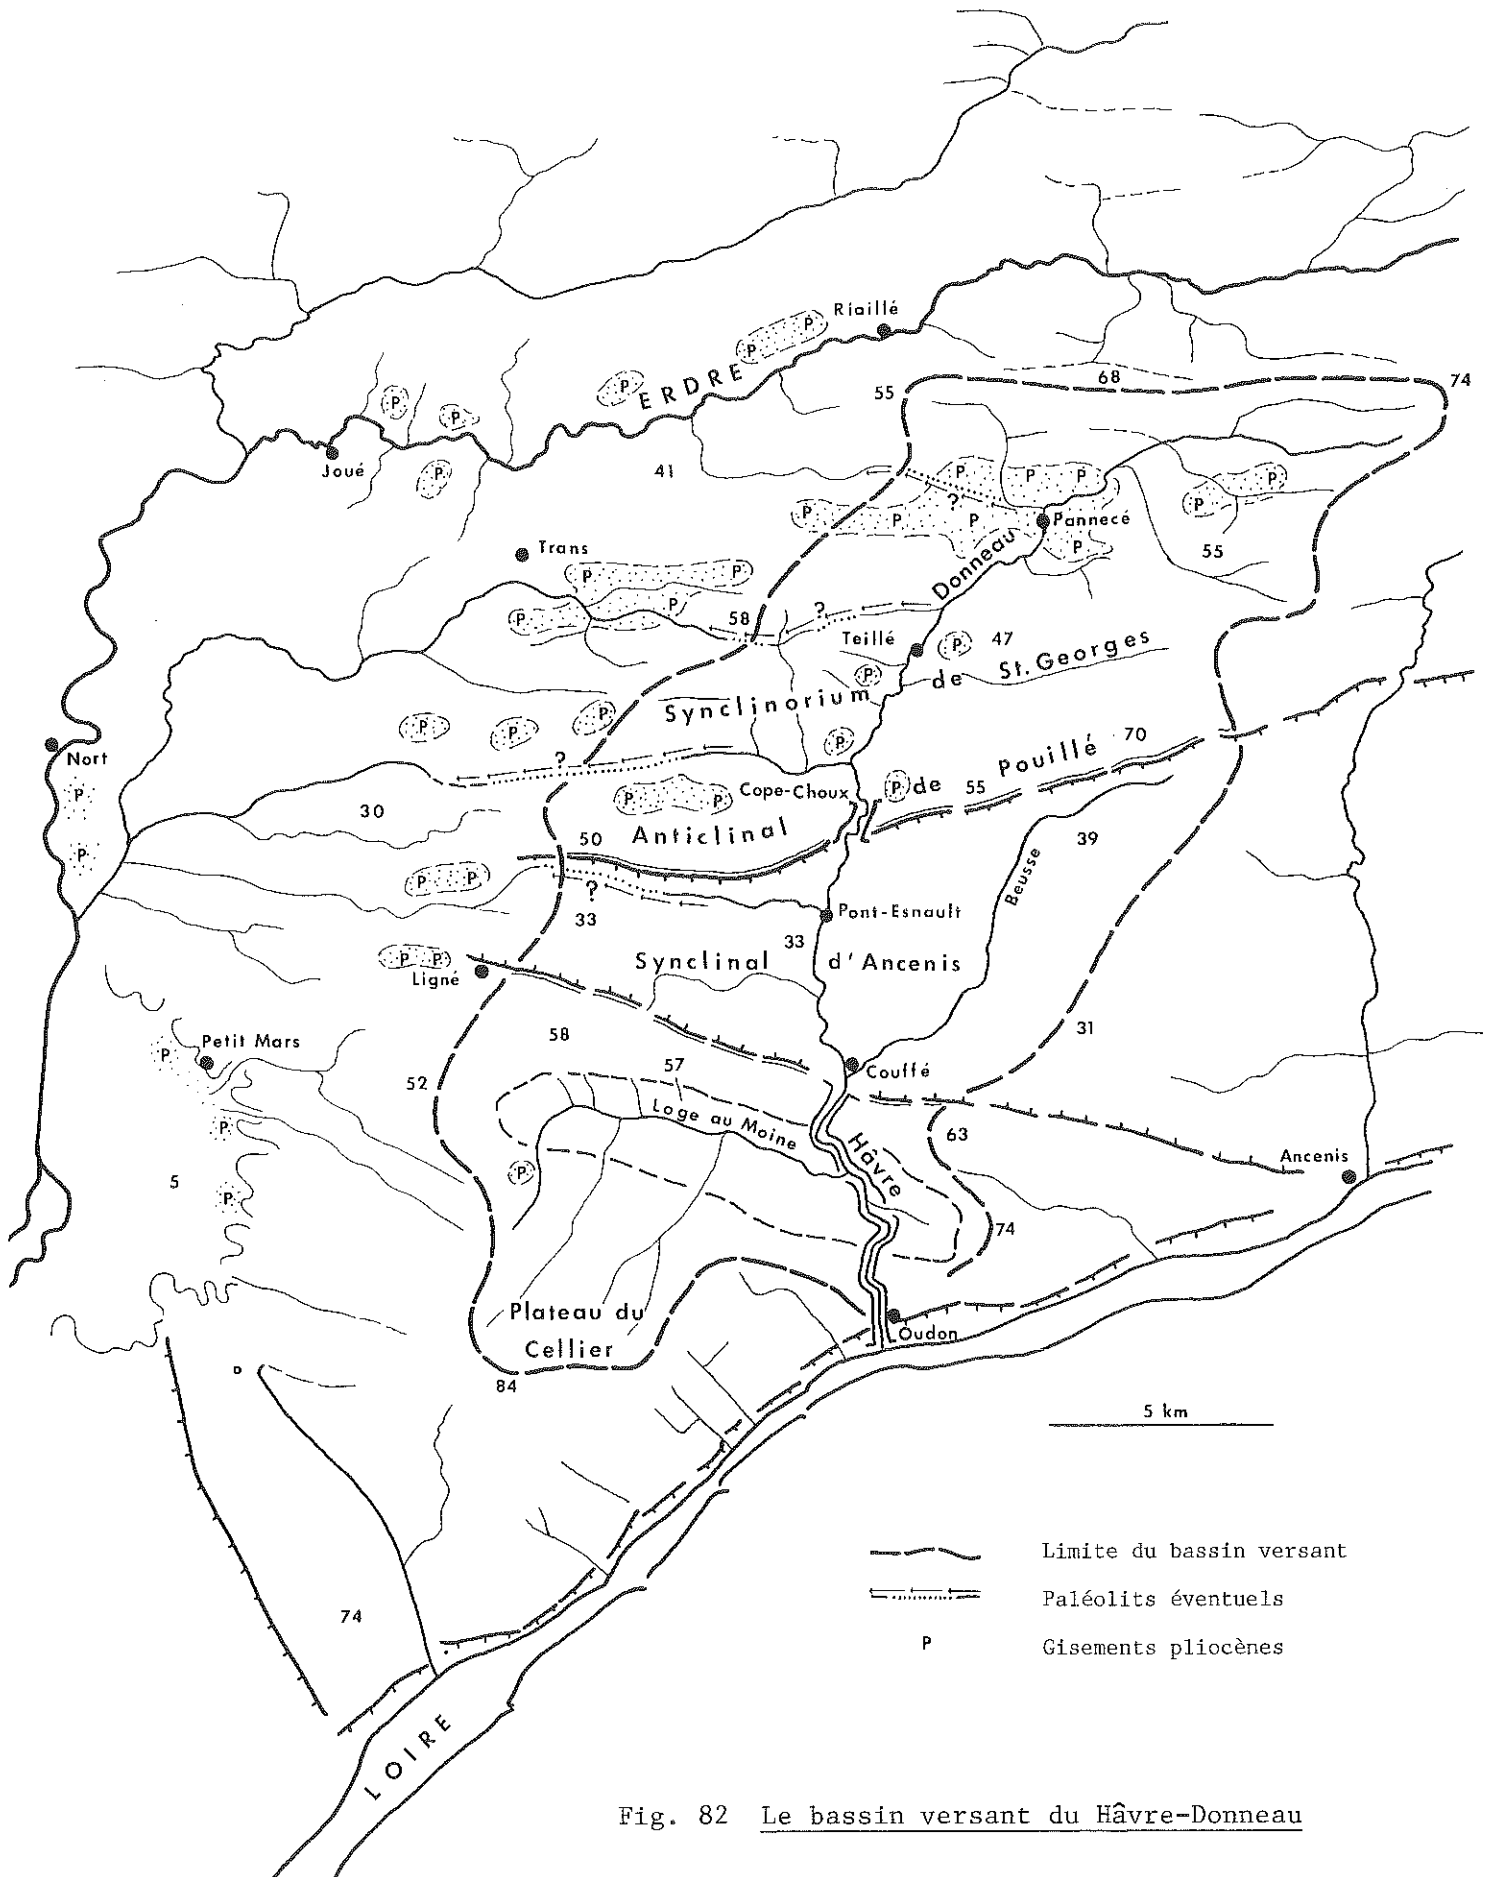 Riaillé
P
P
ERDRE
P
P
P
P
Joué
41
55
68
74
P
P
P
P
P
?
P
P
P
Pannecé
P
P
P
55
Donneau
Trans
P
P
P
P
58
?
Teillé
P
47
de St. Georges
P
Synclinorium
P
P
P
P
Nort
P
P
?
P
P
Cope-Choux
P
de
Pouillé
70
55
30
50
Anticlinal
39
Beusse
P
P
?
33
Pont-Esnault
33
Synclinal d'Ancenis
P
P
Ligné
58
31
Petit Mars
P
52
57
Couffé
Loge au Moine
Hâvre
63
P
P
5
P
Ancenis
74
Plateau du
Cellier
Oudon
84
D
5 km
74
LOIRE
Limite du bassin versant
Paléolits éventuels
P Gisements pliocènes
Fig. 82 Le bassin versant du Hâvre-Donneau